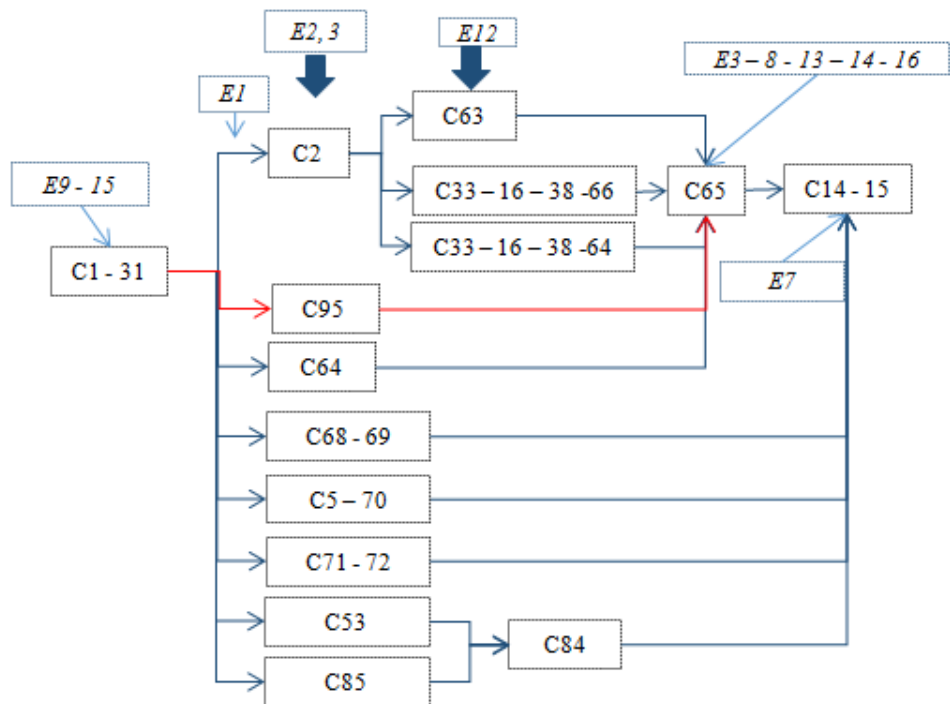 E2, 3
E12
E3 – 8 - 13 – 14 - 16
E1
C63
C2
E9 - 15
C33 – 16 – 38 -66
C65
C14 - 15
C33 – 16 – 38 -64
C1 - 31
E7
C95
C64
C68 - 69
C5 – 70
C71 - 72
C53
C84
C85